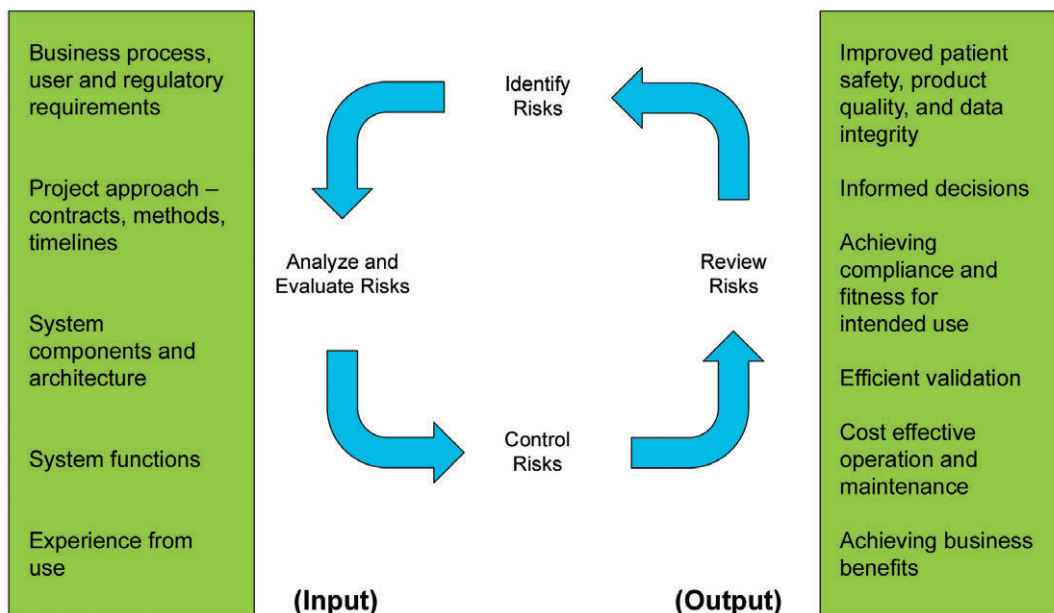 Business process,
user and regulatory
requirements
Project approach –
contracts, methods,
timelines
System
components and
architecture
System functions
Experience from
use
Identify
Risks
Analyze and
Evaluate Risks
Review
Risks
Control
Risks
(Input)
(Output)
Improved patient
safety, product
quality, and data
integrity
Informed decisions
Achieving
compliance and
fitness for
intended use
Efficient validation
Cost effective
operation and
maintenance
Achieving business
benefits